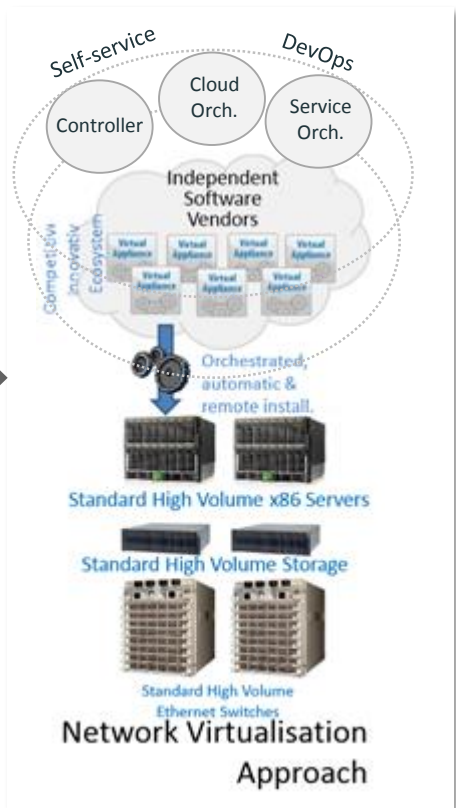 Self-service
DevOps
Controller
Cloud
Orch.
Service
Orch.
Independent
Software
Vendors
Innovativ
Ecosystem
Virtual
Appliance
Virtual
Appliance
Virtual
Appliance
Virtual
Appliance
Virtual
Appliance
Virtual
Appliance
Virtual
Appliance
Orchestrated,
automatic &
remote install.
Standard High Volume x86 Servers
Standard High Volume Storage
Standard High Volume
Ethernet Switches
Network Virtualisation
Approach